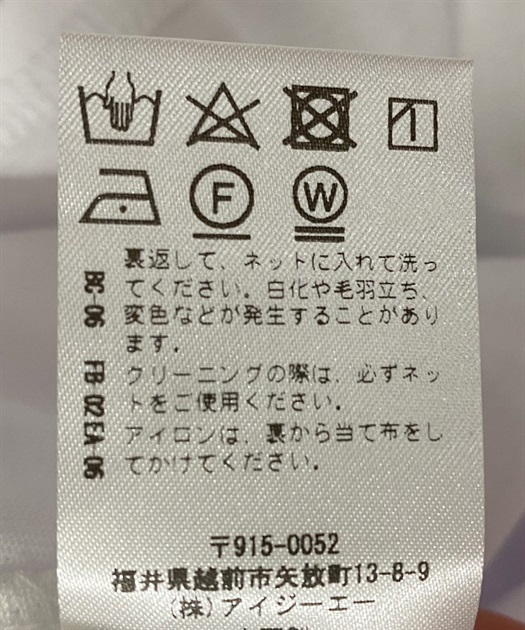 F W
裏返して、ネットに入れて洗っ
てください。白化や毛羽立ち、
変色などが発生することがあり
ます。
クリーニングの際は、必ずネッ
トをご使用ください。
アイロンは、裏から当て布をし
てかけてください。
BC-06
FB-02
EA-06
〒915-0052
福井県越前市矢放町13-8-9
(株)アイジーエー